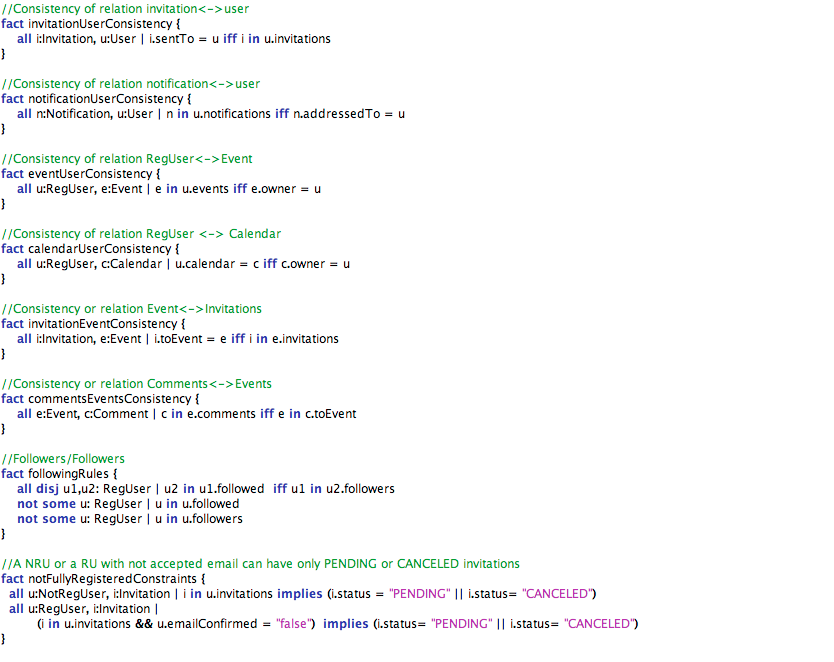 //Consistency of relation invitation<->user
fact invitationUserConsistency {
all i:Invitation, u:User | i.sentTo = u iff i in u.invitations
}
//Consistency of relation notification<->user
fact notificationUserConsistency {
all n:Notification, u:User | n in u.notifications iff n.addressedTo = u
}
//Consistency of relation RegUser<->Event
fact eventUserConsistency {
all u:RegUser, e:Event | e in u.events iff e.owner = u
}
//Consistency of relation RegUser <-> Calendar
fact calendarUserConsistency {
all u:RegUser, c:Calendar | u.calendar = c iff c.owner = u
}
//Consistency or relation Event<->Invitations
fact invitationEventConsistency {
all i:Invitation, e:Event | i.toEvent = e iff i in e.invitations
}
//Consistency or relation Comments<->Events
fact commentsEventsConsistency {
all e:Event, c:Comment | c in e.comments iff e in c.toEvent
}
//Followers/Followers
fact followingRules {
all disj u1,u2: RegUser | u2 in u1.followed  iff u1 in u2.followers
not some u: RegUser | u in u.followed
not some u: RegUser | u in u.followers
}
//A NRU or a RU with not accepted email can have only PENDING or CANCELED invitations
fact notFullyRegisteredConstraints {
all u:NotRegUser, i:Invitation | i in u.invitations implies (i.status = "PENDING" || i.status= "CANCELED")
all u:RegUser, i:Invitation |
(i in u.invitations && u.emailConfirmed = "false")  implies (i.status= "PENDING" || i.status= "CANCELED")
}